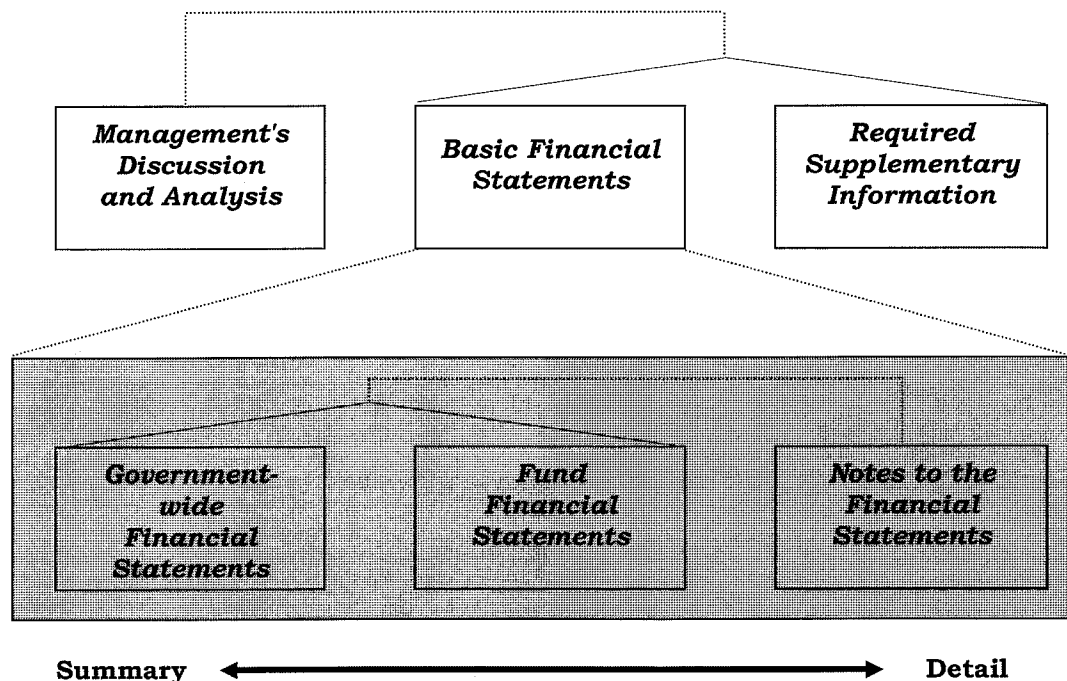 Management's
Discussion
and Analysis
Basic Financial
Statements
Required
Supplementary
Information
Government-
wide
Financial
Statements
Fund
Financial
Statements
Notes to the
Financial
Statements
Summary
Detail